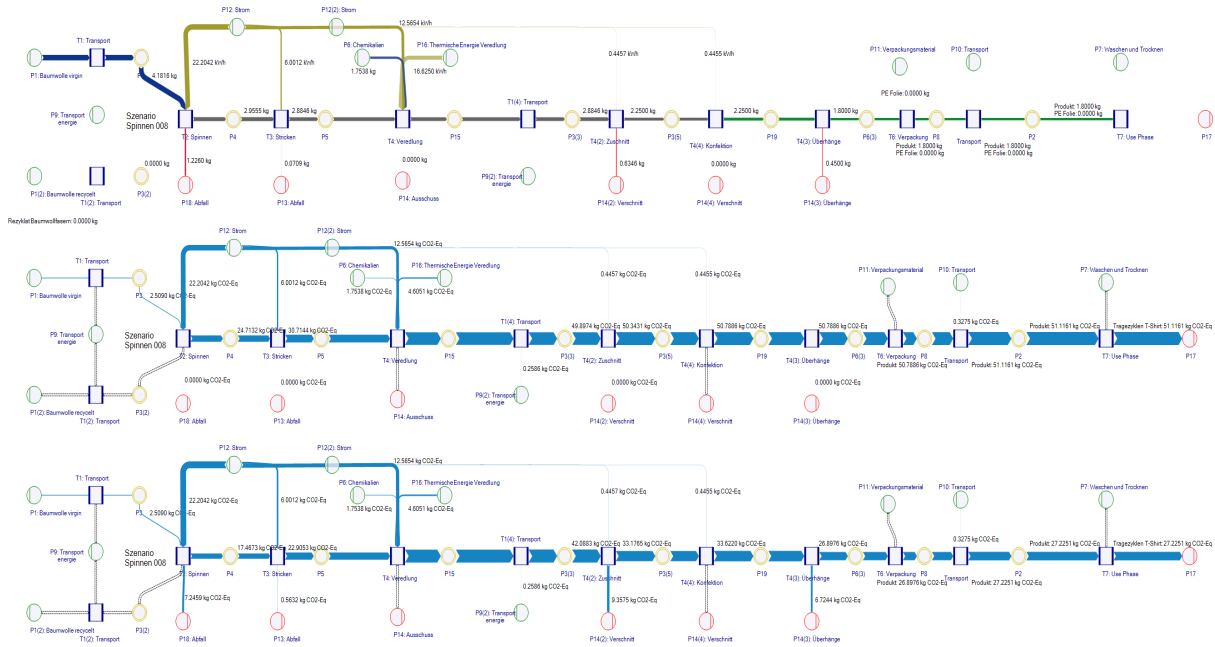 P12: Strom
P12(2): Strom
12.5654 kWh
T1: Transport
P6: Chemikalien
P16: Thermische Energie Veredlung
P11: Verpackungsmaterial
P10: Transport
P7: Waschen und Trocknen
22.2042 kWh
6.0012 kWh
0.4457 kWh
0.4455 kWh
P1: Baumwolle virgin
4.1816 kg
1.7538 kg
16.6250 kWh
PE Folie: 0.0000 kg
P9: Transport
energie
Szenario
Spinnen 008
2.9555 kg
2.8846 kg
T1(4): Transport
2.8846 kg
2.2500 kg
2.2500 kg
1.8000 kg
Produkt: 1.8000 kg
PE Folie: 0.0000 kg
T2: Spinnen
P4
T3: Stricken
P5
T4: Veredlung
P15
P3(3)
T4(2): Zuschnitt
P3(5)
T4(4): Konfektion
P19
T4(3): Überhänge
P6(3)
T6: Verpackung
P8
Transport
P2
T7: Use Phase
P17
Produkt: 1.8000 kg
PE Folie: 0.0000 kg
Produkt: 1.8000 kg
PE Folie: 0.0000 kg
0.0000 kg
1.2260 kg
0.0709 kg
0.0000 kg
0.6346 kg
0.0000 kg
0.4500 kg
P1(2): Baumwolle recycelt
T1(2): Transport
P3(2)
P18: Abfall
P13: Abfall
P14: Ausschuss
P9(2): Transport
energie
P14(2): Verschnitt
P14(4): Verschnitt
P14(3): Überhänge
Rezyklat Baumwollfasern: 0.0000 kg
P12: Strom
P12(2): Strom
12.5654 kg CO2-Eq
T1: Transport
P6: Chemikalien
P16: Thermische Energie Veredlung
P11: Verpackungsmaterial
P10: Transport
P7: Waschen und Trocknen
22.2042 kg CO2-Eq
6.0012 kg CO2-Eq
0.4457 kg CO2-Eq
0.4455 kg CO2-Eq
P1: Baumwolle virgin
P3
2.5090 kg CO2-Eq
1.7538 kg CO2-Eq
4.6051 kg CO2-Eq
P9: Transport
energie
Szenario
Spinnen 008
24.7132 kg CO2-Eq
30.7144 kg CO2-Eq
T1(4): Transport
49.8974 kg CO2-Eq
50.3431 kg CO2-Eq
50.7886 kg CO2-Eq
50.7886 kg CO2-Eq
0.3275 kg CO2-Eq
Produkt: 51.1161 kg CO2-Eq
Tragezyklen T-Shirt: 51.1161 kg CO2-Eq
T2: Spinnen
P4
T3: Stricken
P5
T4: Veredlung
P15
P3(3)
T4(2): Zuschnitt
P3(5)
T4(4): Konfektion
P19
T4(3): Überhänge
P6(3)
T6: Verpackung
P8
Transport
P2
T7: Use Phase
P17
0.2586 kg CO2-Eq
Produkt: 50.7886 kg CO2-Eq
Produkt: 51.1161 kg CO2-Eq
0.0000 kg CO2-Eq
0.0000 kg CO2-Eq
0.0000 kg CO2-Eq
0.0000 kg CO2-Eq
P1(2): Baumwolle recycelt
T1(2): Transport
P3(2)
P18: Abfall
P13: Abfall
P14: Ausschuss
P9(2): Transport
energie
P14(2): Verschnitt
P14(4): Verschnitt
P14(3): Überhänge
P12: Strom
P12(2): Strom
12.5654 kg CO2-Eq
T1: Transport
P6: Chemikalien
P16: Thermische Energie Veredlung
P11: Verpackungsmaterial
P10: Transport
P7: Waschen und Trocknen
22.2042 kg CO2-Eq
6.0012 kg CO2-Eq
0.4457 kg CO2-Eq
0.4455 kg CO2-Eq
P1: Baumwolle virgin
P3
2.5090 kg CO2-Eq
1.7538 kg CO2-Eq
4.6051 kg CO2-Eq
P9: Transport
energie
Szenario
Spinnen 008
17.4673 kg CO2-Eq
22.9053 kg CO2-Eq
T1(4): Transport
42.0883 kg CO2-Eq
33.1765 kg CO2-Eq
33.6220 kg CO2-Eq
26.8976 kg CO2-Eq
0.3275 kg CO2-Eq
Produkt: 27.2251 kg CO2-Eq
Tragezyklen T-Shirt: 27.2251 kg CO2-Eq
T2: Spinnen
P4
T3: Stricken
P5
T4: Veredlung
P15
P3(3)
T4(2): Zuschnitt
P3(5)
T4(4): Konfektion
P19
T4(3): Überhänge
P6(3)
T6: Verpackung
P8
Transport
P2
T7: Use Phase
P17
0.2586 kg CO2-Eq
Produkt: 26.8976 kg CO2-Eq
Produkt: 27.2251 kg CO2-Eq
7.2459 kg CO2-Eq
0.5632 kg CO2-Eq
9.3575 kg CO2-Eq
6.7244 kg CO2-Eq
P1(2): Baumwolle recycelt
T1(2): Transport
P3(2)
P18: Abfall
P13: Abfall
P14: Ausschuss
P9(2): Transport
energie
P14(2): Verschnitt
P14(4): Verschnitt
P14(3): Überhänge